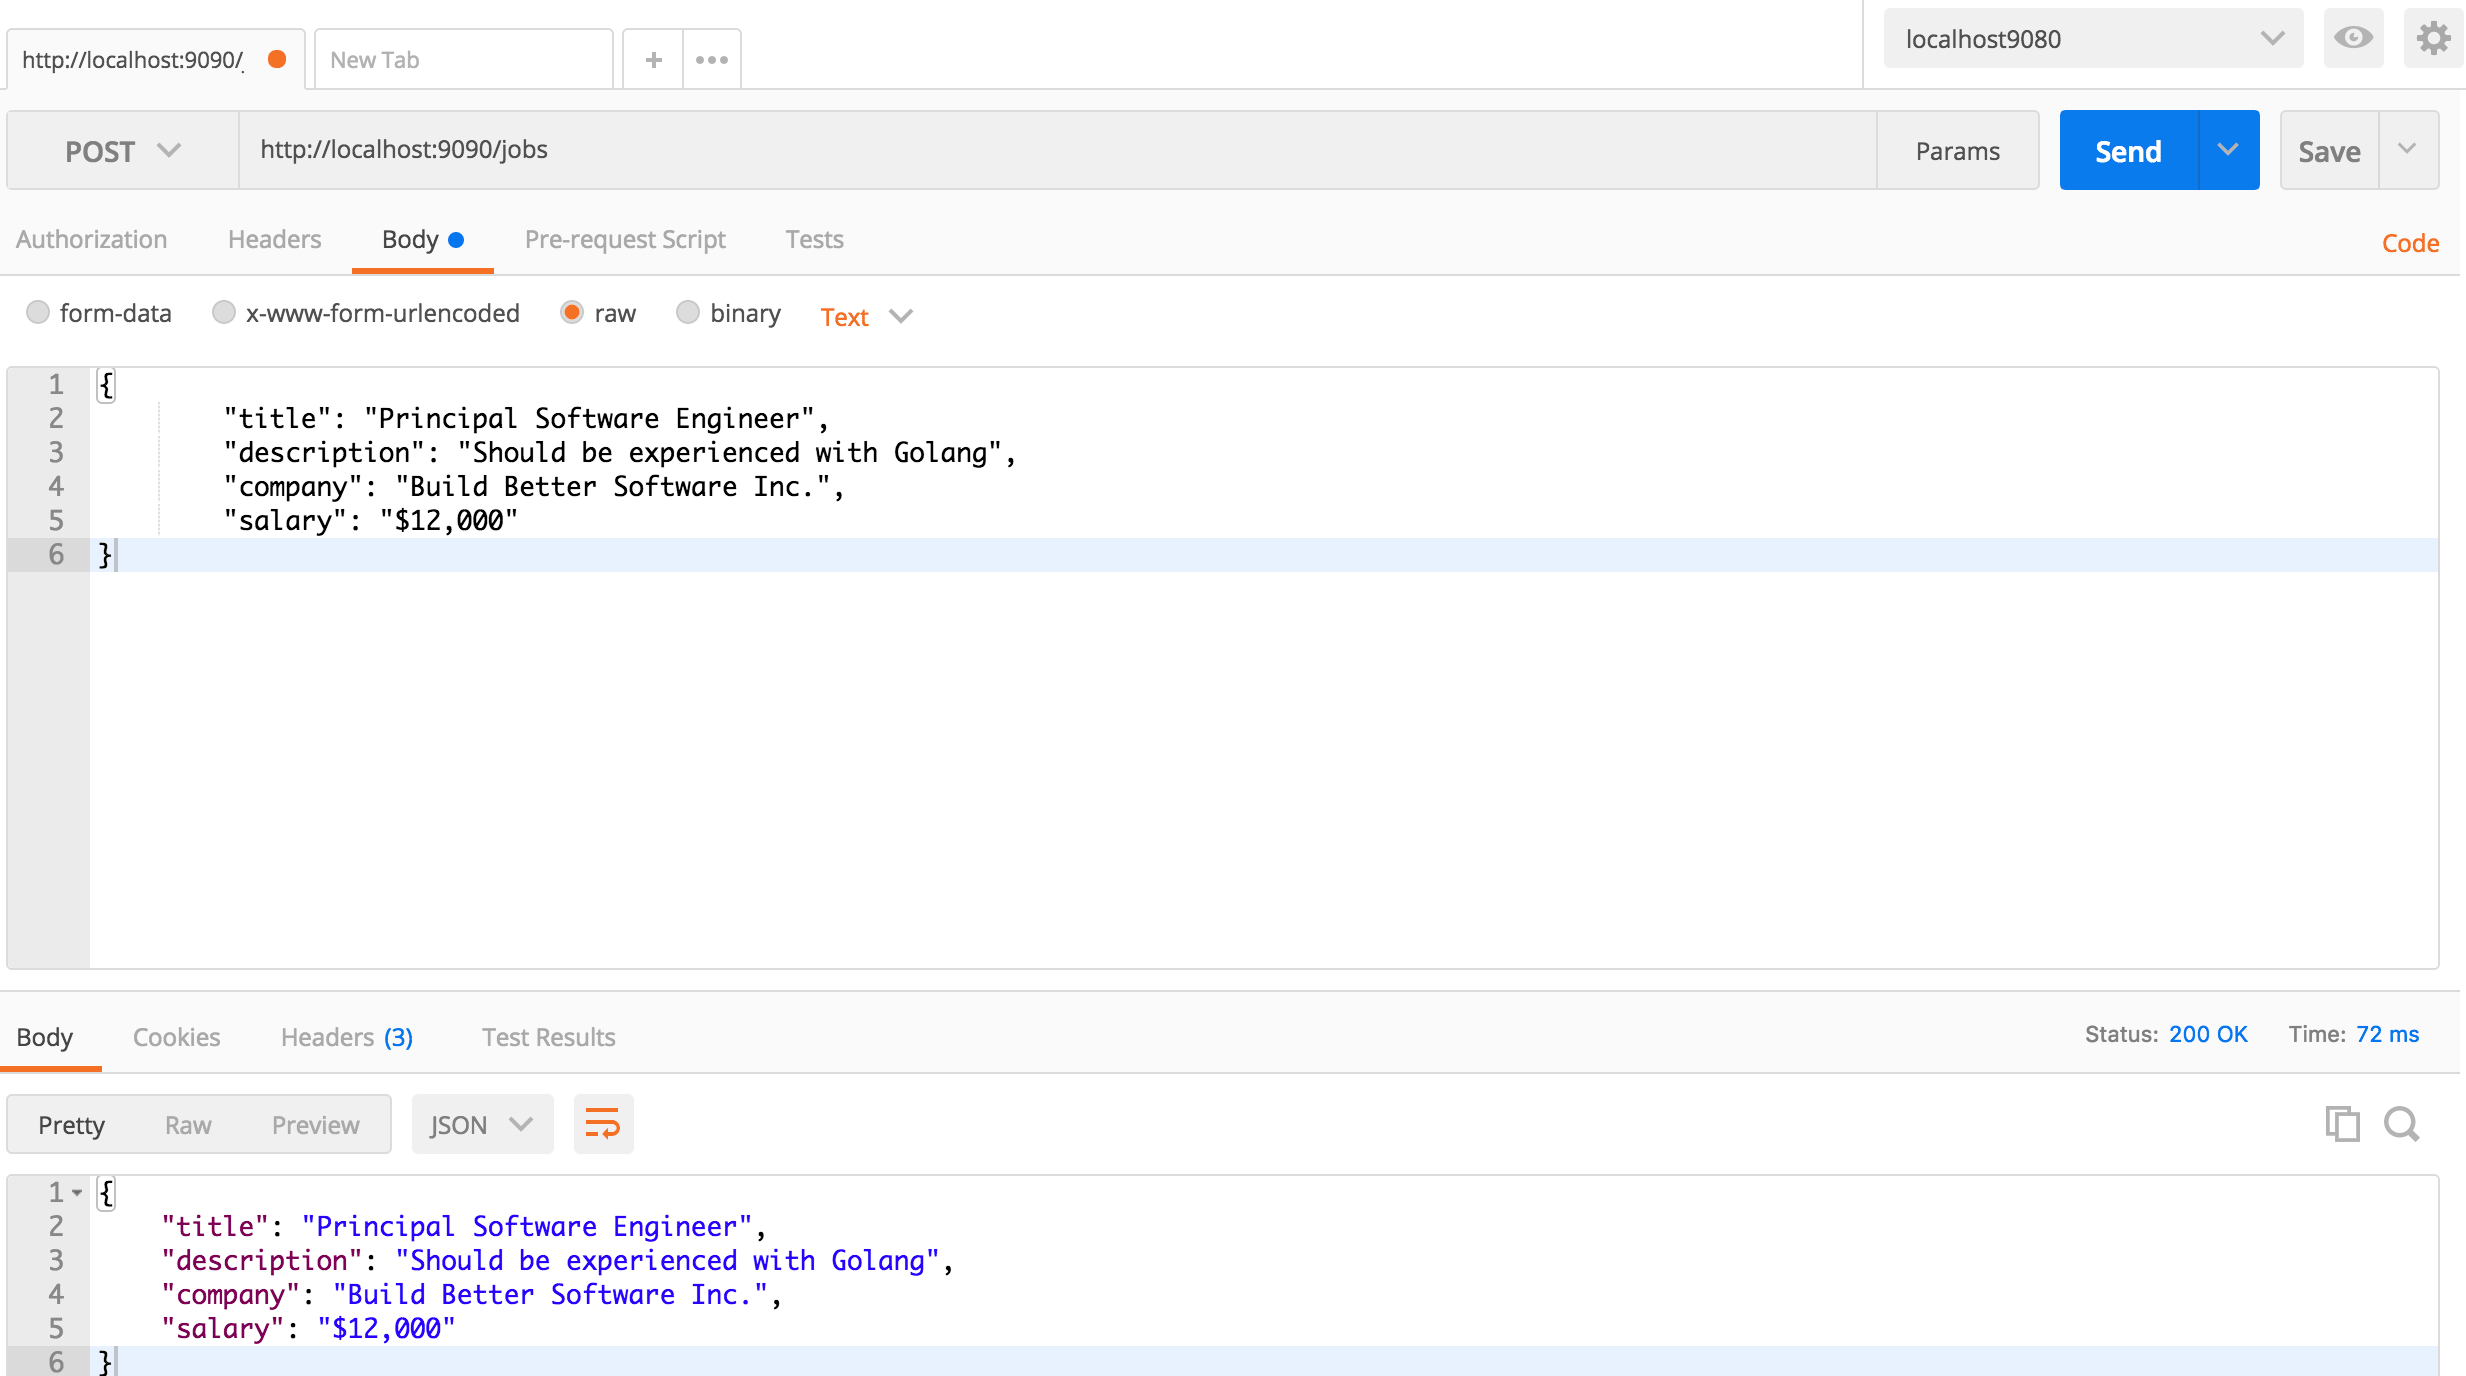 http://localhost:9090/
New Tab
localhost9080
POST
http://localhost:9090/jobs
Params
Send
Save
Authorization
Headers
Body
Pre-request Script
Tests
Code
form-data
x-www-form-urlencoded
raw
binary
Text
1 {
2 "title": "Principal Software Engineer",
3 "description": "Should be experienced with Golang",
4 "company": "Build Better Software Inc.",
5 "salary": "$12,000"
6 }
Body
Cookies
Headers (3)
Test Results
Status: 200 OK
Time: 72 ms
Pretty
Raw
Preview
JSON
1 {
2 "title": "Principal Software Engineer",
3 "description": "Should be experienced with Golang",
4 "company": "Build Better Software Inc.",
5 "salary": "$12,000"
6 }